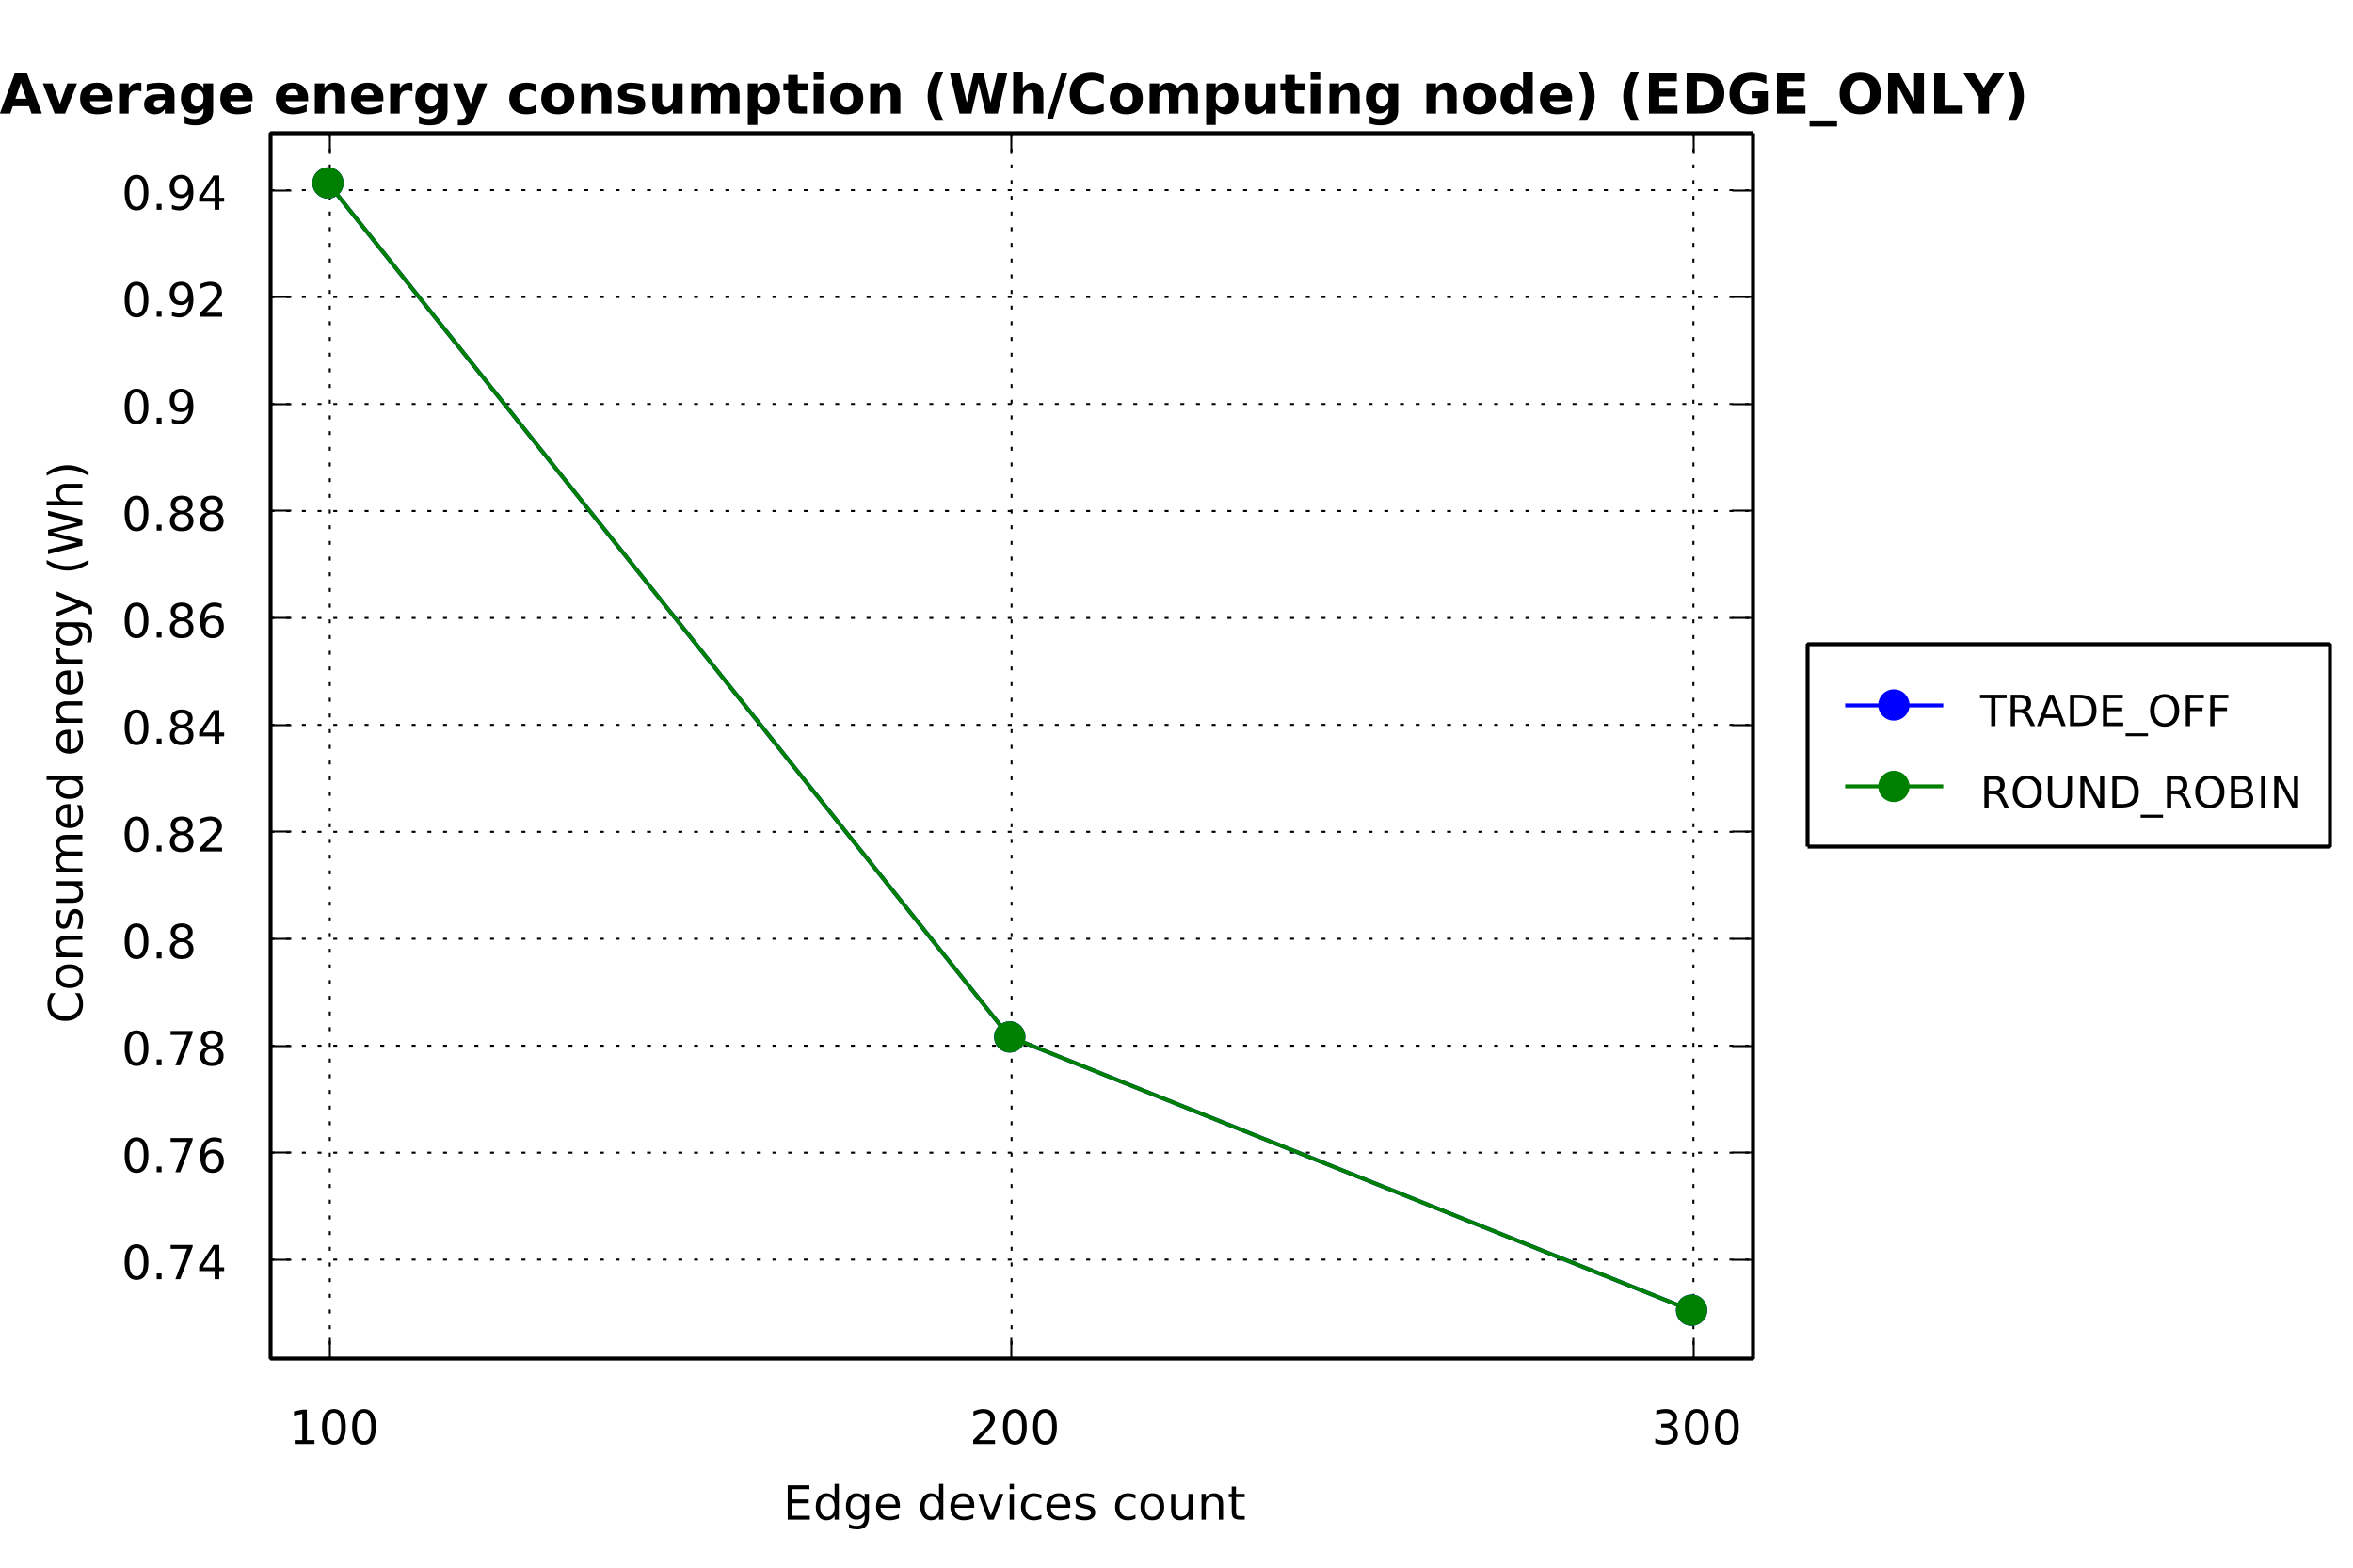 Average energy consumption (Wh/Computing node) (EDGE_ONLY)
0.94
0.92
0.9
0.88
0.86
0.84
0.82
0.8
0.78
0.76
0.74
Consumed energy (Wh)
TRADE_OFF
ROUND_ROBIN
100 200 300
Edge devices count